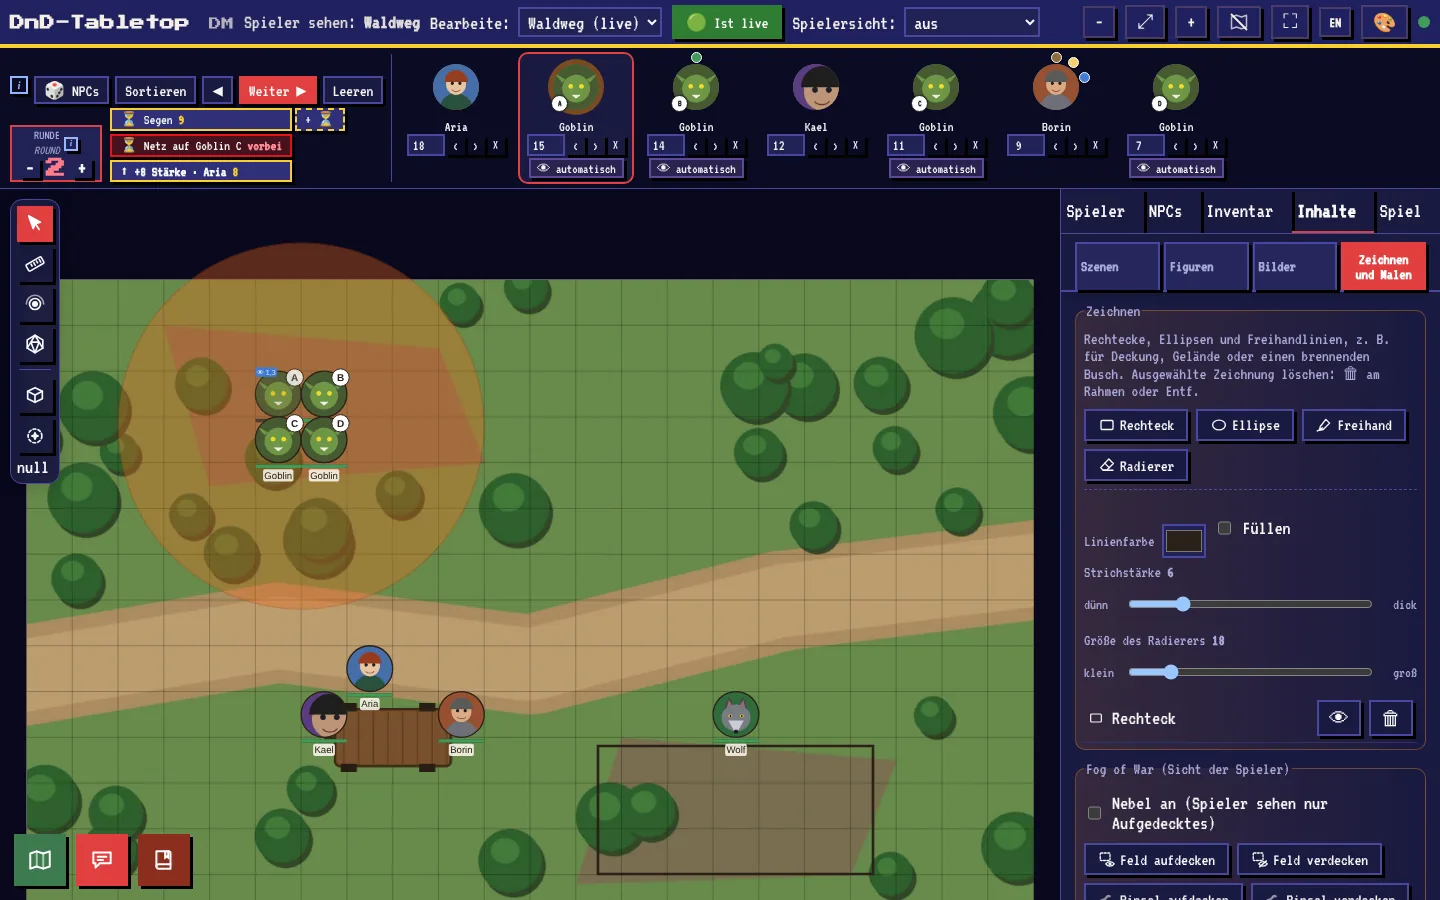 DnD-Tabletop DM Spieler sehen: Waldweg Bearbeite: Waldweg (live) Ist live Spielersicht: aus - + EN
NPCs Sortieren ◀ Weiter ▶ Leeren
Segen 9 +
RUNDE
ROUND i
- 2 +
Netz auf Goblin C vorbei
↑ +8 Stärke · Aria 8
A B C D
Aria Goblin Goblin Kael Goblin Borin Goblin
18 ‹ › X 15 ‹ › X 14 ‹ › X 12 ‹ › X 11 ‹ › X 9 ‹ › X 7 ‹ › X
automatisch automatisch automatisch automatisch
Spieler NPCs Inventar Inhalte Spiel
Szenen Figuren Bilder Zeichnen
und Malen
Zeichnen
Rechtecke, Ellipsen und Freihandlinien, z. B.
für Deckung, Gelände oder einen brennenden
Busch. Ausgewählte Zeichnung löschen: 🗑 am
Rahmen oder Entf.
Rechteck Ellipse Freihand
Radierer
Linienfarbe Füllen
Strichstärke 6
dünn dick
Größe des Radierers 18
klein groß
Rechteck
Fog of War (Sicht der Spieler)
Nebel an (Spieler sehen nur
Aufgedecktes)
Feld aufdecken Feld verdecken
Pinsel aufdecken Pinsel verdecken
null
1,3
A B
C D
Goblin Goblin
Aria
Kael Borin Wolf